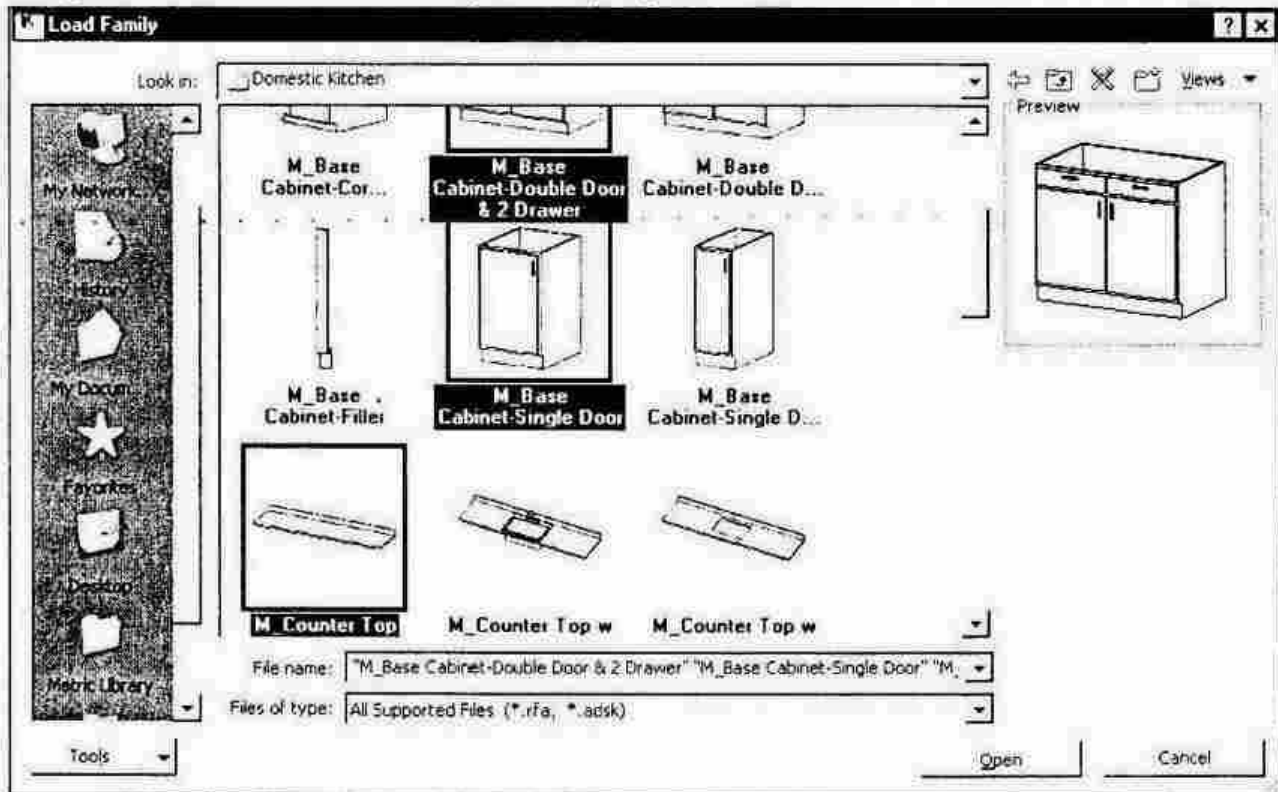 Load Family
Look in:
Domestic Kitchen
Views
Preview
My Network...
History
My Docum...
Favorites
Desktop
Metric Library
M_Base
Cabinet-Cor...
M_Base
Cabinet-Double Door
& 2 Drawer
M_Base
Cabinet-Double D...
M_Base
Cabinet-Filler
M_Base
Cabinet-Single Door
M_Base
Cabinet-Single D...
M_Counter Top
M_Counter Top w
M_Counter Top w
File name:
"M_Base Cabinet-Double Door & 2 Drawer" "M_Base Cabinet-Single Door" "M_
Files of type:
All Supported Files (*.rfa, *.adsk)
Tools
Open
Cancel